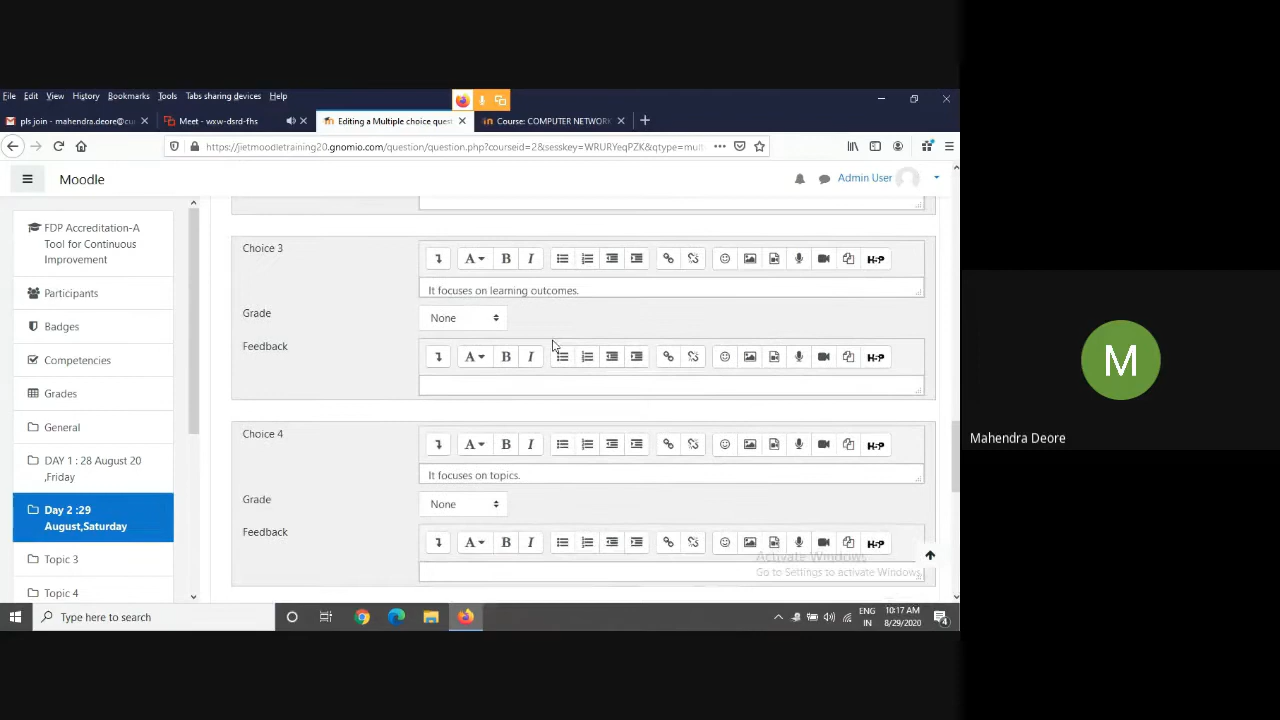 File Edit View History Bookmarks Tools Tabs sharing devices Help
pls join - mahendra.deore@cu
Meet - wxw-dsrd-fhs
Editing a Multiple choice quest
Course: COMPUTER NETWORK
https://jietmoodletraining20.gnomio.com/question/question.php?courseid=2&sesskey=WRURYeqPZK&qtype=mult
Moodle
Admin User
FDP Accreditation-A
Tool for Continuous
Improvement
Participants
Badges
Competencies
Grades
General
DAY 1 : 28 August 20
,Friday
Day 2 :29
August,Saturday
Topic 3
Topic 4
Choice 3
A B I H-P
It focuses on learning outcomes.
Grade
None
Feedback
A B I H-P
Choice 4
A B I H-P
It focuses on topics.
Grade
None
Feedback
A B I H-P
Activate Windows
Go to Settings to activate Windows.
Type here to search
ENG
IN
10:17 AM
8/29/2020
4
M
Mahendra Deore